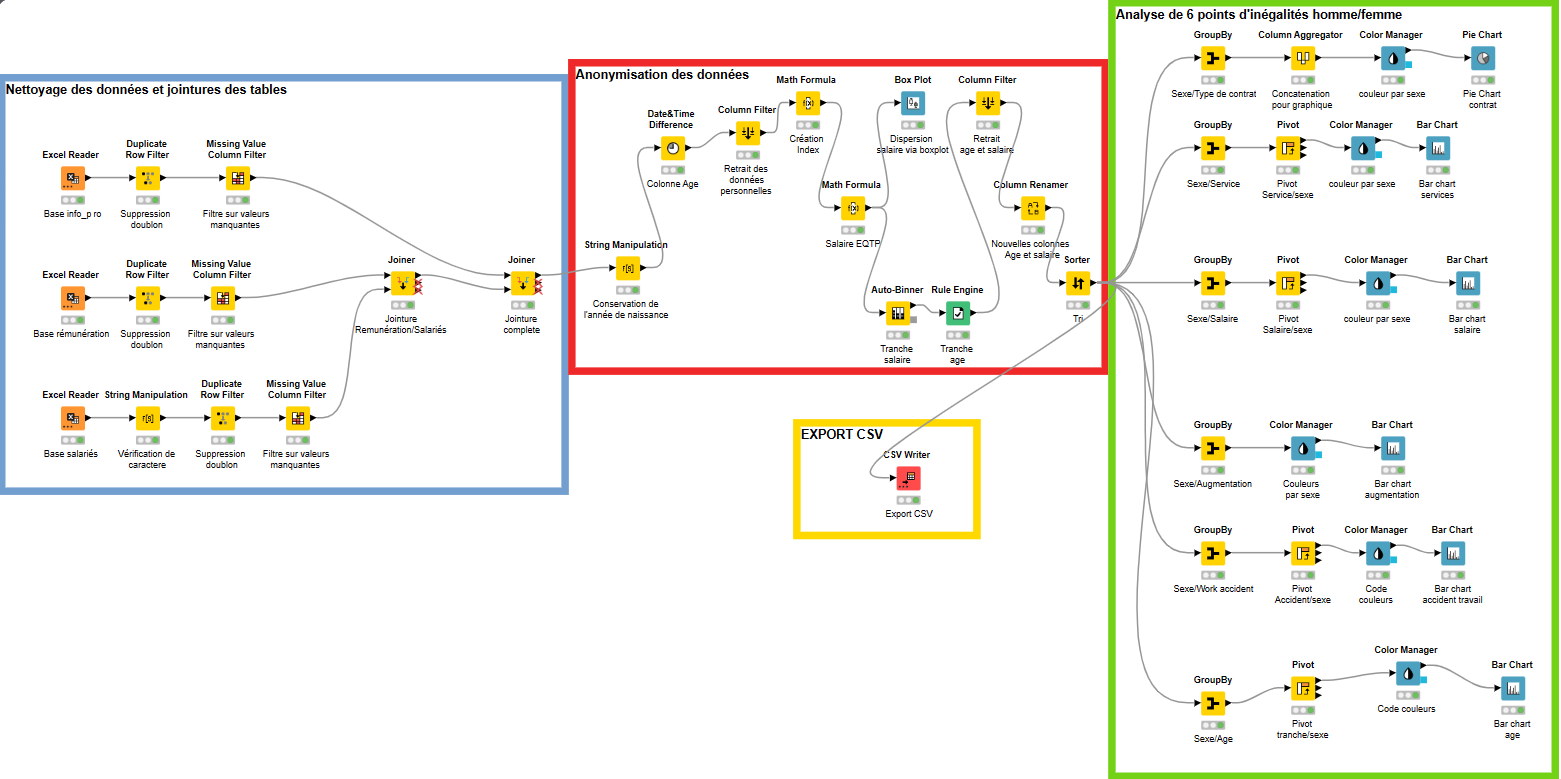 Nettoyage des données et jointures des tables
Excel Reader
Base info_p ro
Duplicate
Row Filter
Suppression
doublon
Missing Value
Column Filter
Filtre sur valeurs
manquantes
Excel Reader
Base rémunération
Duplicate
Row Filter
Suppression
doublon
Missing Value
Column Filter
Filtre sur valeurs
manquantes
Joiner
Jointure
Remunération/Salariés
Joiner
Jointure
complete
Excel Reader
Base salariés
String Manipulation
Vérification de
caractere
Duplicate
Row Filter
Suppression
doublon
Missing Value
Column Filter
Filtre sur valeurs
manquantes
Anonymisation des données
String Manipulation
Conservation de
l'année de naissance
Date&Time
Difference
Colonne Age
Column Filter
Retrait des
données
personnelles
Math Formula
Création
Index
Math Formula
Salaire EQTP
Box Plot
Dispersion
salaire via boxplot
Auto-Binner
Tranche
salaire
Rule Engine
Tranche
age
Column Filter
Retrait
age et salaire
Column Renamer
Nouvelles colonnes
Age et salaire
Sorter
Tri
EXPORT CSV
CSV Writer
Export CSV
Analyse de 6 points d'inégalités homme/femme
GroupBy
Sexe/Type de contrat
Column Aggregator
Concatenation
pour graphique
Color Manager
couleur par sexe
Pie Chart
Pie Chart
contrat
GroupBy
Sexe/Service
Pivot
Pivot
Service/sexe
Color Manager
couleur par sexe
Bar Chart
Bar chart
services
GroupBy
Sexe/Salaire
Pivot
Pivot
Salaire/sexe
Color Manager
couleur par sexe
Bar Chart
Bar chart
salaire
GroupBy
Sexe/Augmentation
Color Manager
Couleurs
par sexe
Bar Chart
Bar chart
augmentation
GroupBy
Sexe/Work accident
Pivot
Pivot
Accident/sexe
Color Manager
Code
couleurs
Bar Chart
Bar chart
accident travail
GroupBy
Sexe/Age
Pivot
Pivot
tranche/sexe
Color Manager
Code couleurs
Bar Chart
Bar chart
age